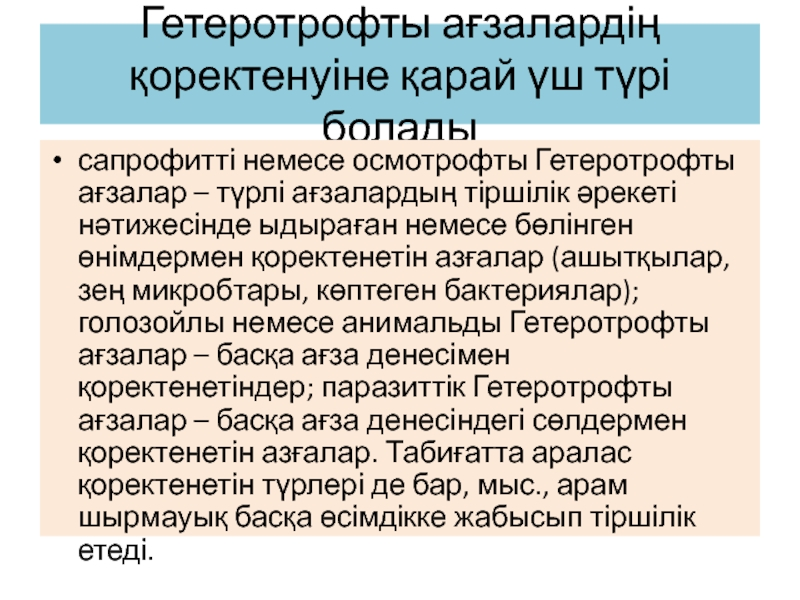 Гетеротрофты ағзалардің
қоректенуіне қарай үш түрі
болады
• сапрофитті немесе осмотрофты Гетеротрофты
ағзалар – түрлі ағзалардың тіршілік әрекеті
нәтижесінде ыдыраған немесе бөлінген
өнімдермен қоректенетін азғалар (ашытқылар,
зең микробтары, көптеген бактериялар);
голозойлы немесе анимальды Гетеротрофты
ағзалар – басқа ағза денесімен
қоректенетіндер; паразиттік Гетеротрофты
ағзалар – басқа ағза денесіндегі сөлдермен
қоректенетін азғалар. Табиғатта аралас
қоректенетін түрлері де бар, мыс., арам
шырмауық басқа өсімдікке жабысып тіршілік
етеді.